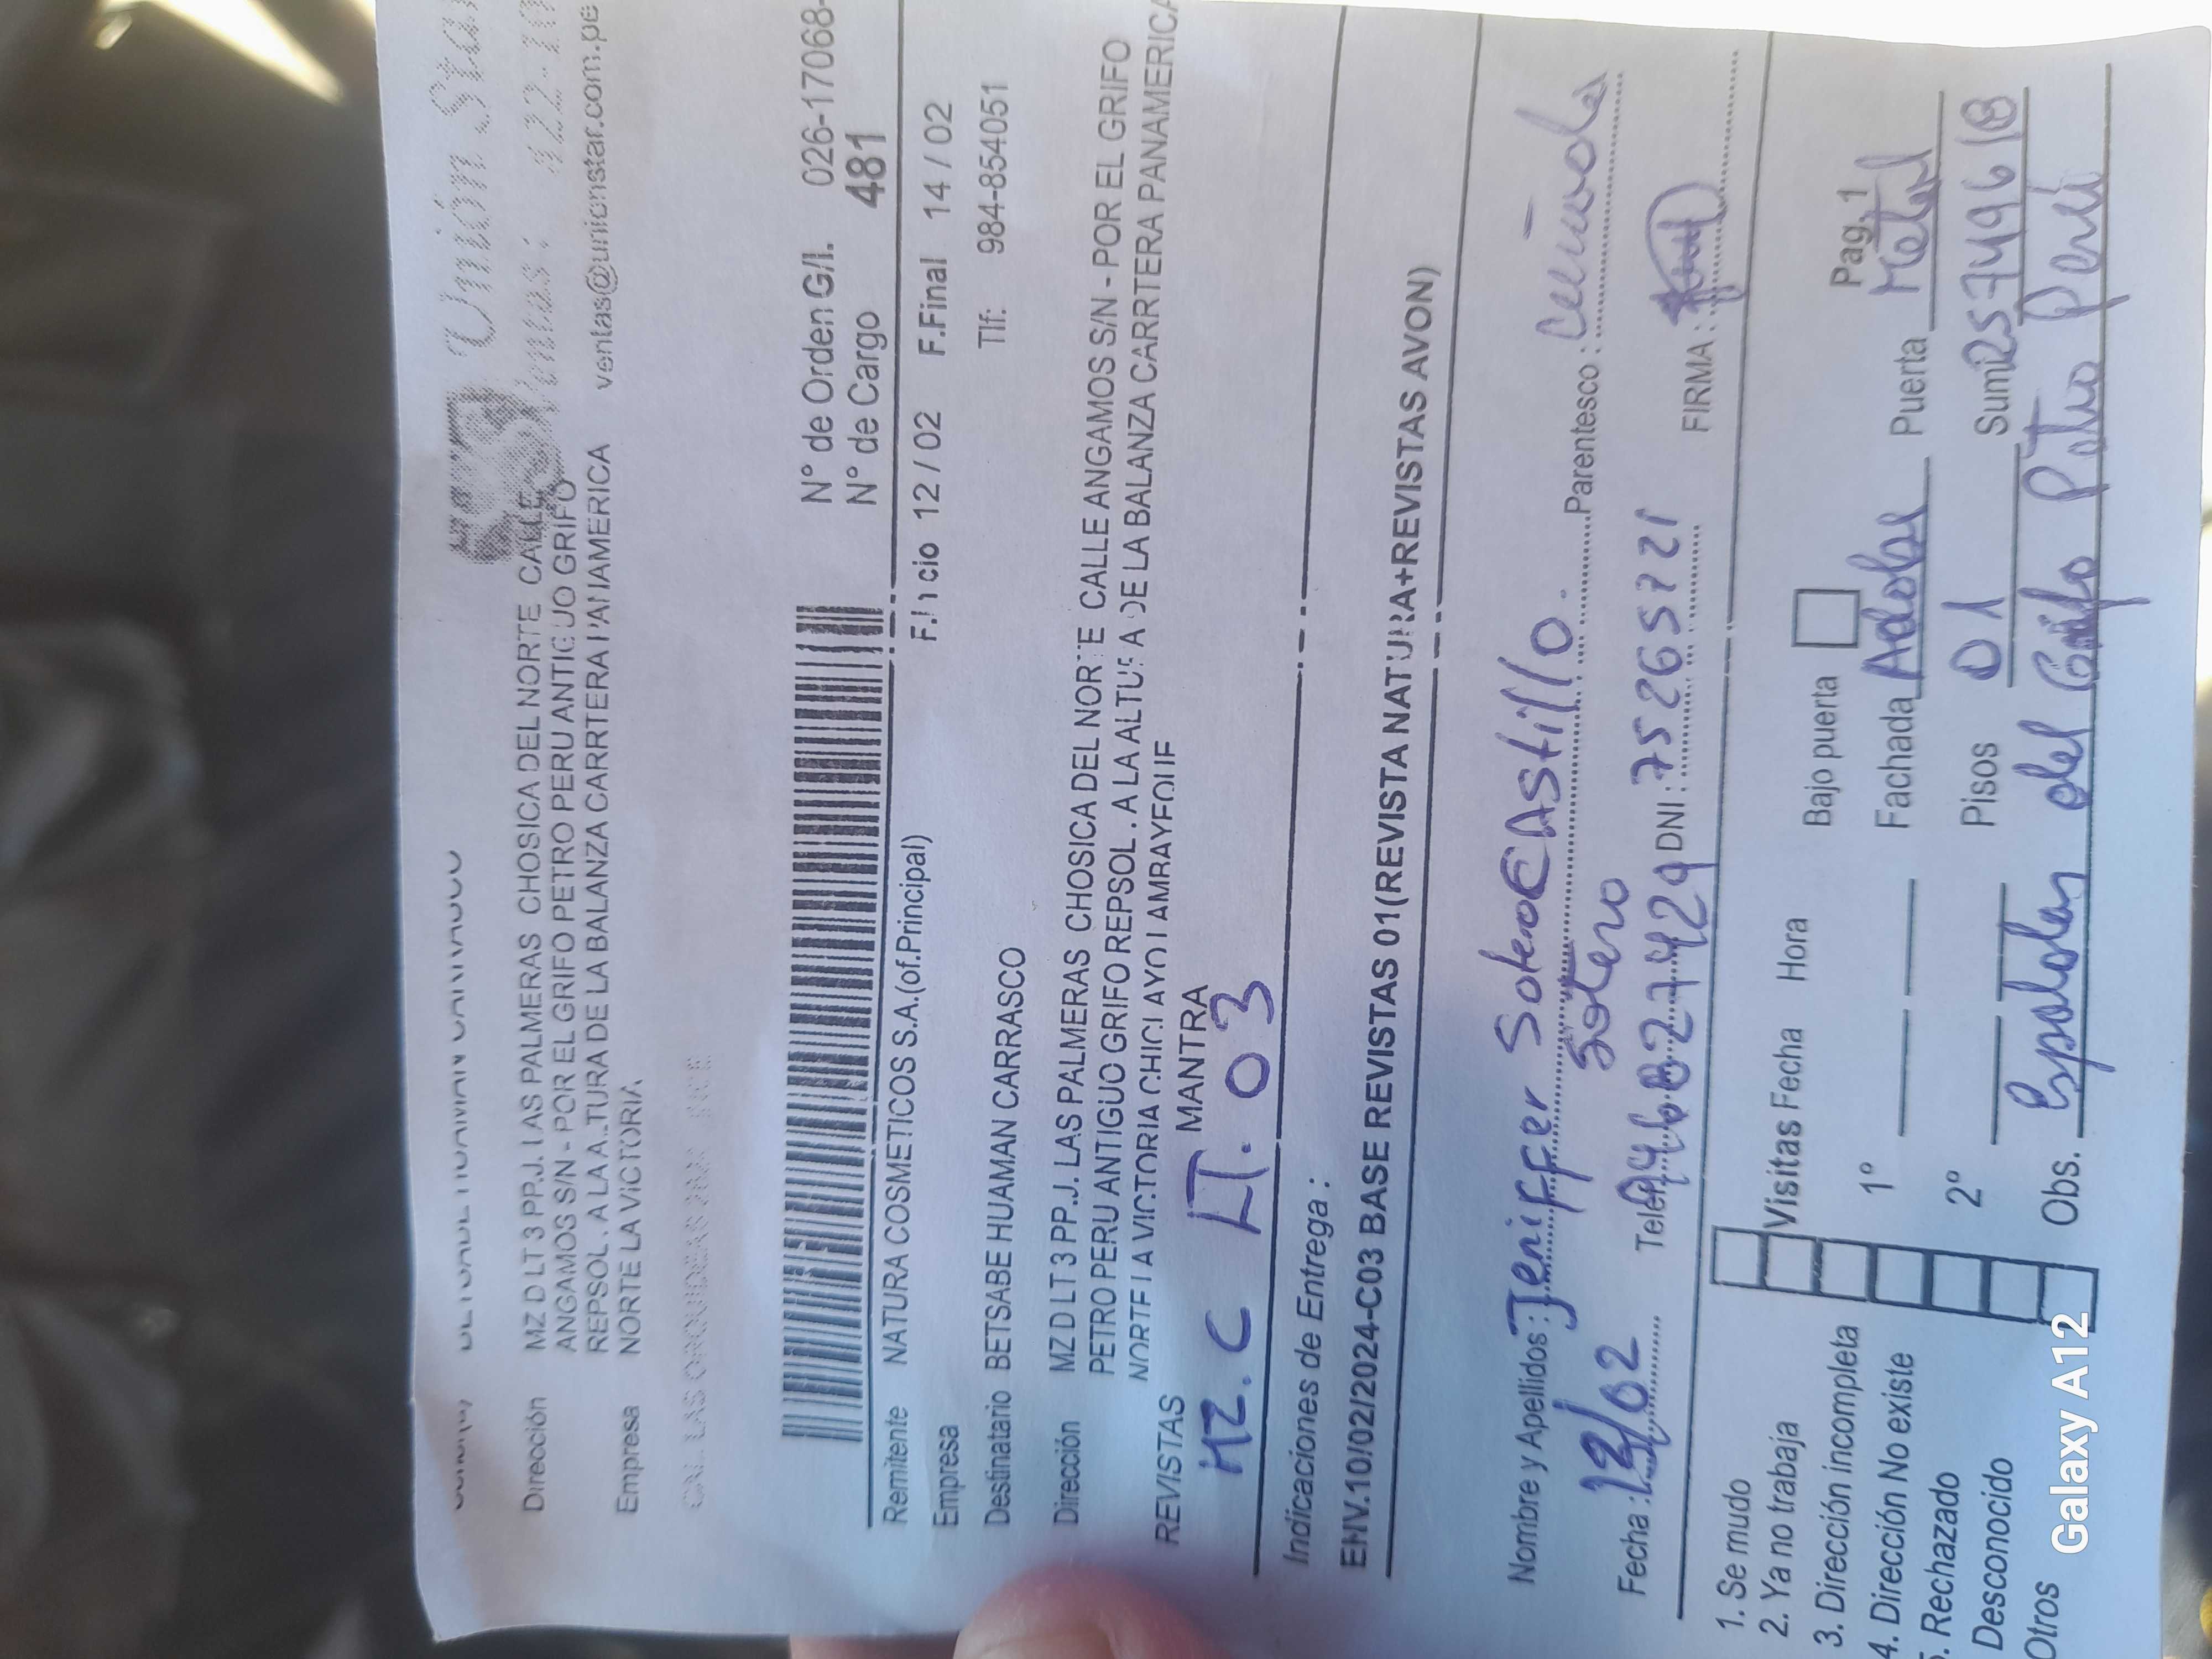 Unión Star
ventas@unionstar.com.pe
Dirección MZ D LT 3 PP.J. LAS PALMERAS CHOSICA DEL NORTE CALLE
ANGAMOS S/N - POR EL GRIFO PETRO PERU ANTIGUO GRIFO
REPSOL . A LA ALTURA DE LA BALANZA CARRTERA PANAMERICA
Empresa NORTE LA VICTORIA
N° de Orden G/I. 026-17068-
N° de Cargo 481
Remitente NATURA COSMETICOS S.A.(of.Principal) F.Inicio 12 / 02 F.Final 14 / 02
Empresa
Destinatario BETSABE HUAMAN CARRASCO Tlf: 984-854051
Dirección MZ D LT 3 PP.J. LAS PALMERAS CHOSICA DEL NORTE CALLE ANGAMOS S/N - POR EL GRIFO
PETRO PERU ANTIGUO GRIFO REPSOL . A LA ALTURA DE LA BALANZA CARRTERA PANAMERICA
NORTE LA VICTORIA CHICLAYO LAMBAYEQUE
REVISTAS MANTRA
MZ. C LT. 03
Indicaciones de Entrega :
ENV.10/02/2024-C03 BASE REVISTAS 01(REVISTA NATURA+REVISTAS AVON)
Nombre y Apellidos : Jeniffer Sotero Castillo Parentesco : Cuñada
Sotero
Fecha : 13/02 DNI : 75265721 FIRMA :
1. Se mudo
2. Ya no trabaja
3. Dirección incompleta
4. Dirección No existe
5. Rechazado
Desconocido
Otros
Visitas Fecha Hora Bajo puerta Pag. 1
1° Fachada Adobe Puerta Metal
2° Pisos 01 Sumi 25749618
Obs. Espaldas del Grifo Petro Perú
Galaxy A12